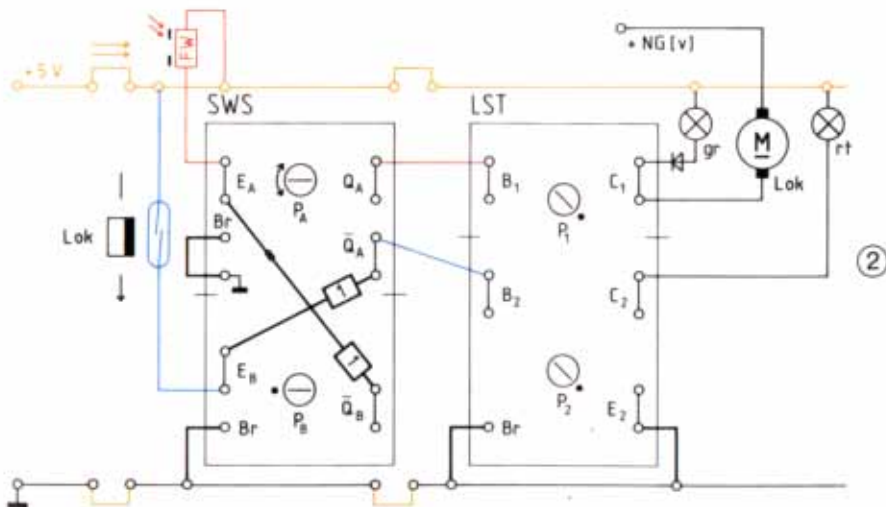 +5V
FW
+ NG [v]
SWS
LST
gr
M
rt
Lok
E_A
P_A
Q_A
B_1
P_1
C_1
Lok
Br
Q̅_A
B_2
C_2
②
1
1
E_B
P_B
Q̅_B
P_2
E_2
Br
Br